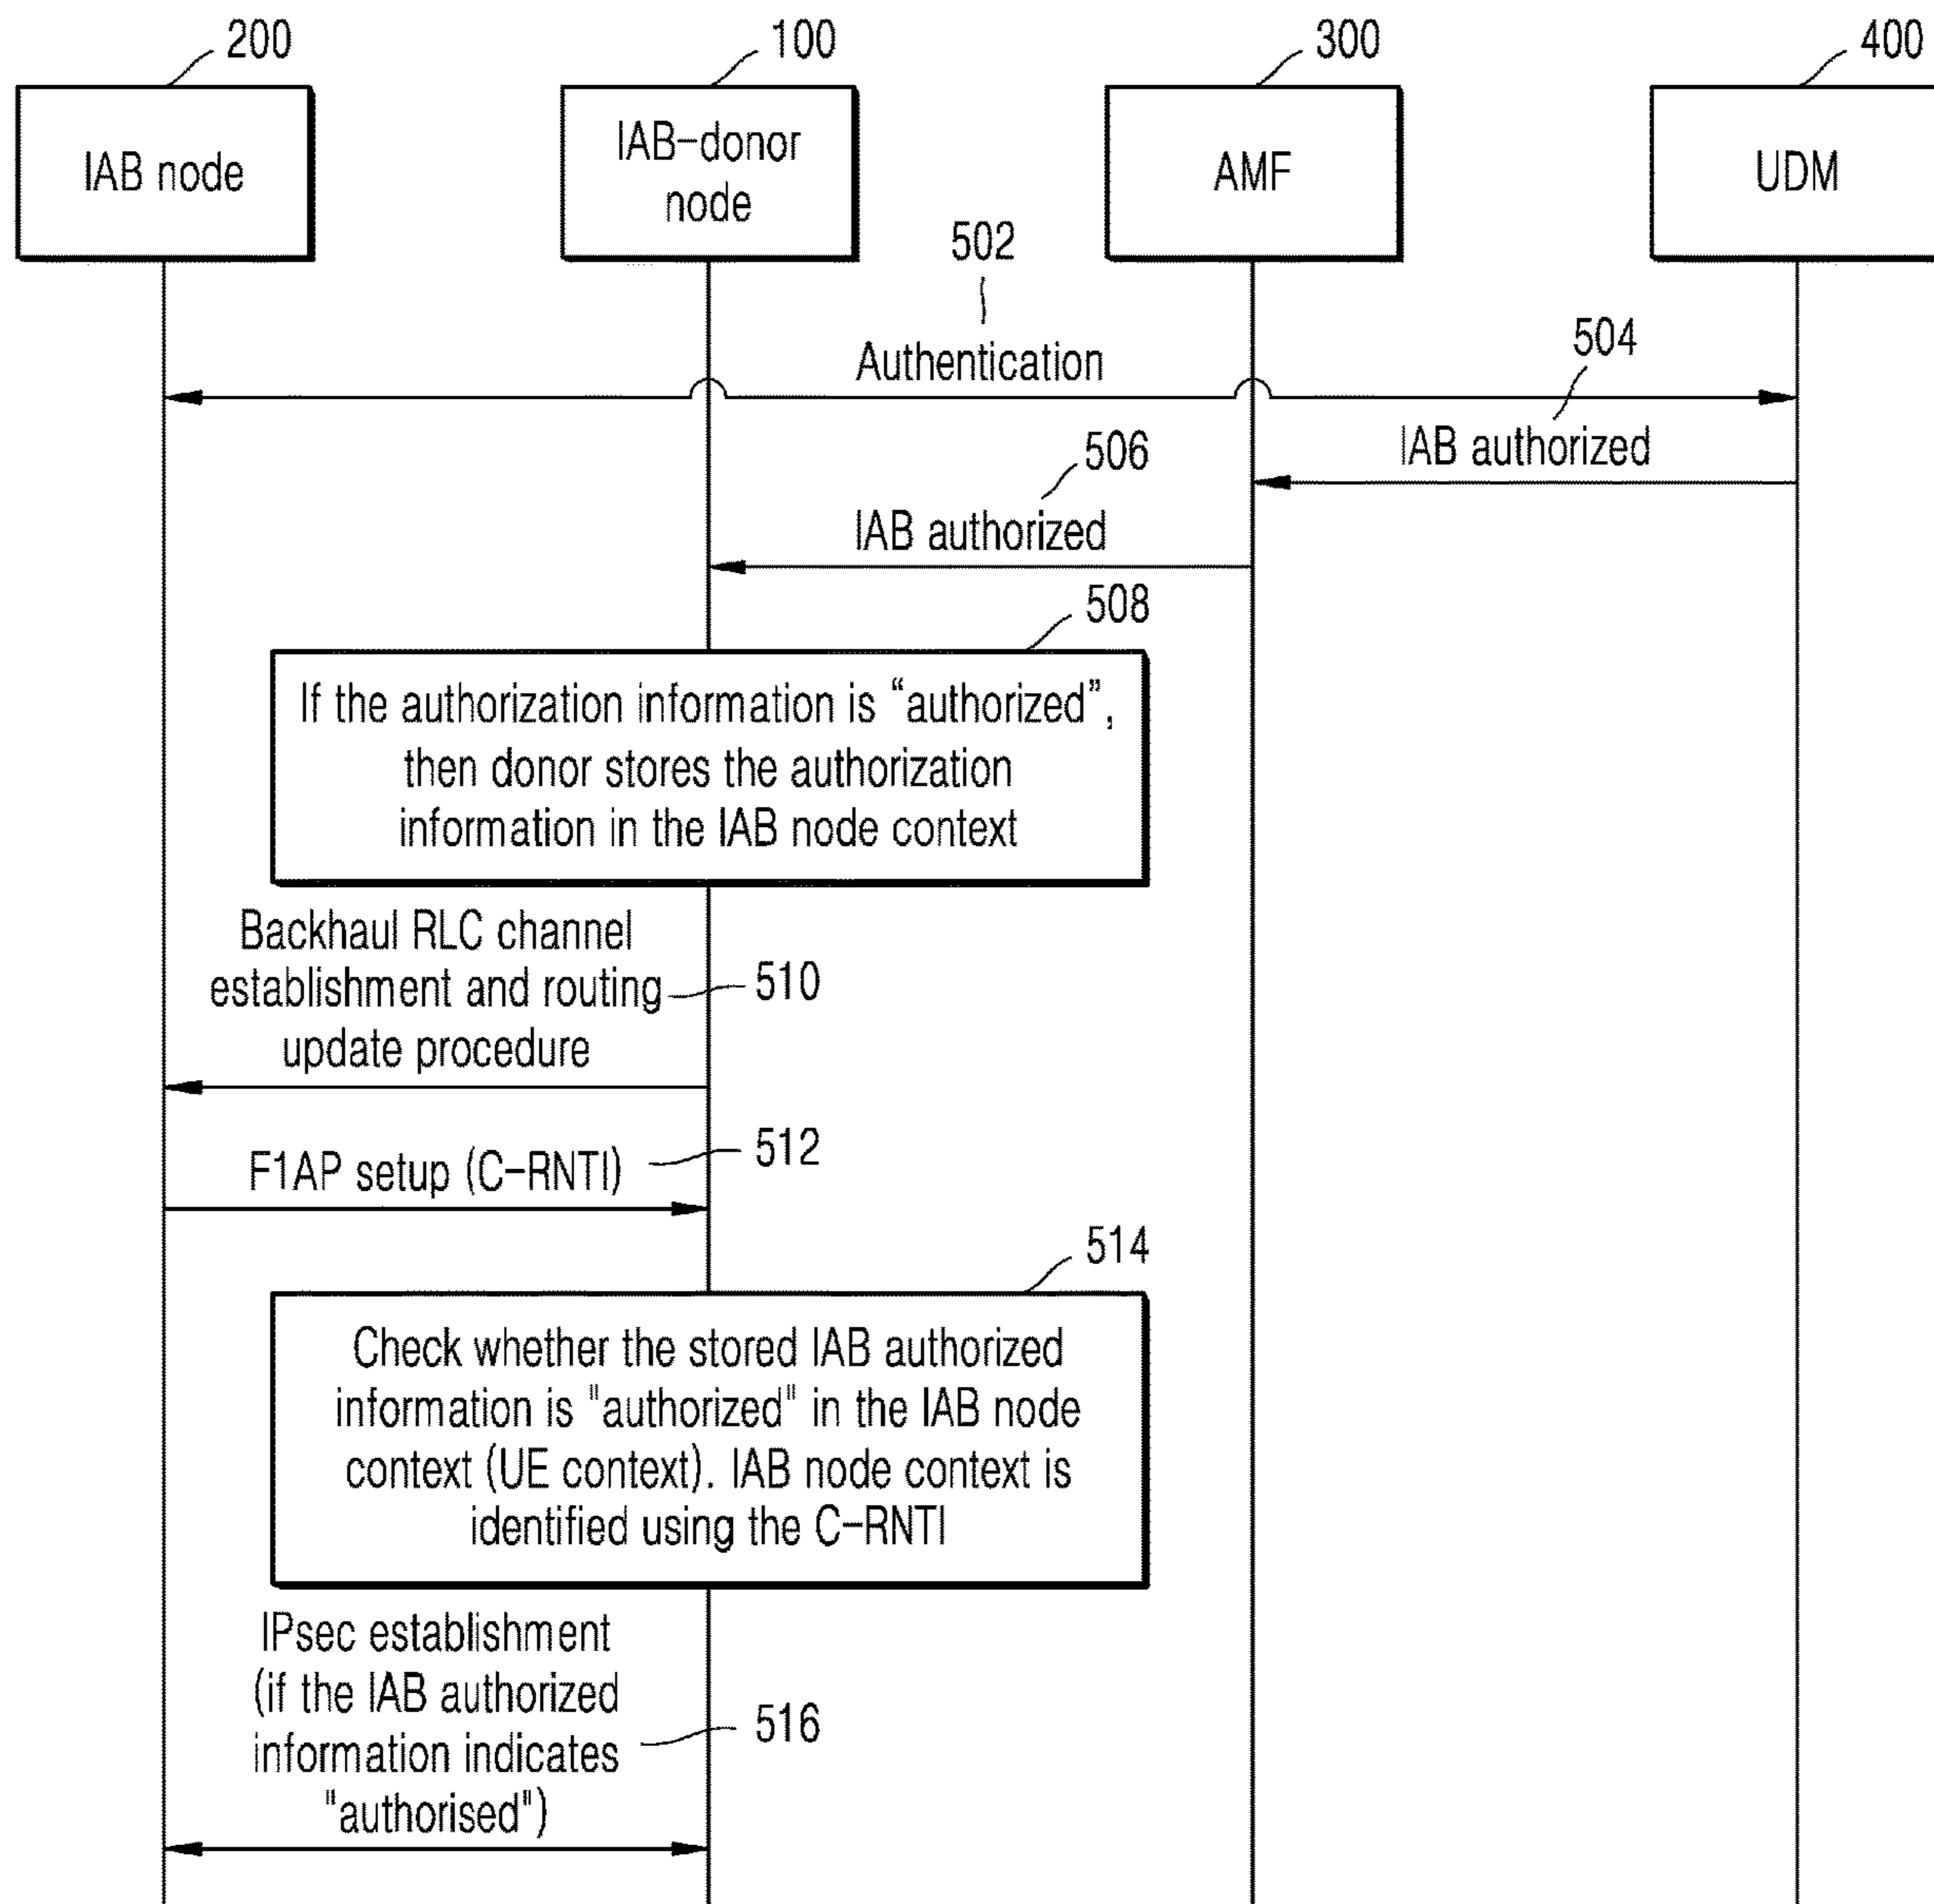 200
100
300
400
IAB node
IAB-donor
node
AMF
UDM
502
Authentication
504
IAB authorized
506
IAB authorized
508
If the authorization information is “authorized”,
then donor stores the authorization
information in the IAB node context
Backhaul RLC channel
establishment and routing
update procedure
510
F1AP setup (C-RNTI)
512
514
Check whether the stored IAB authorized
information is "authorized" in the IAB node
context (UE context). IAB node context is
identified using the C-RNTI
IPsec establishment
(if the IAB authorized
information indicates
"authorised")
516